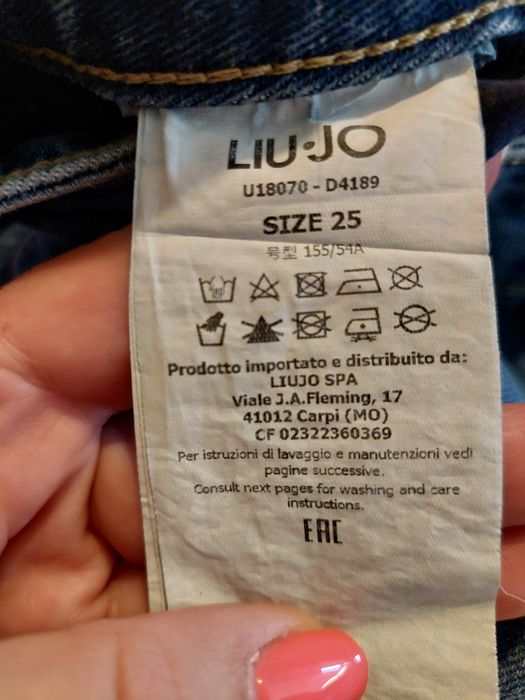 LIU·JO
U18070 - D4189
SIZE 25
号型 155/54A
Prodotto importato e distribuito da:
LIUJO SPA
Viale J.A.Fleming, 17
41012 Carpi (MO)
CF 02322360369
Per istruzioni di lavaggio e manutenzioni vedi
pagine successive.
Consult next pages for washing and care
instructions.
EAC